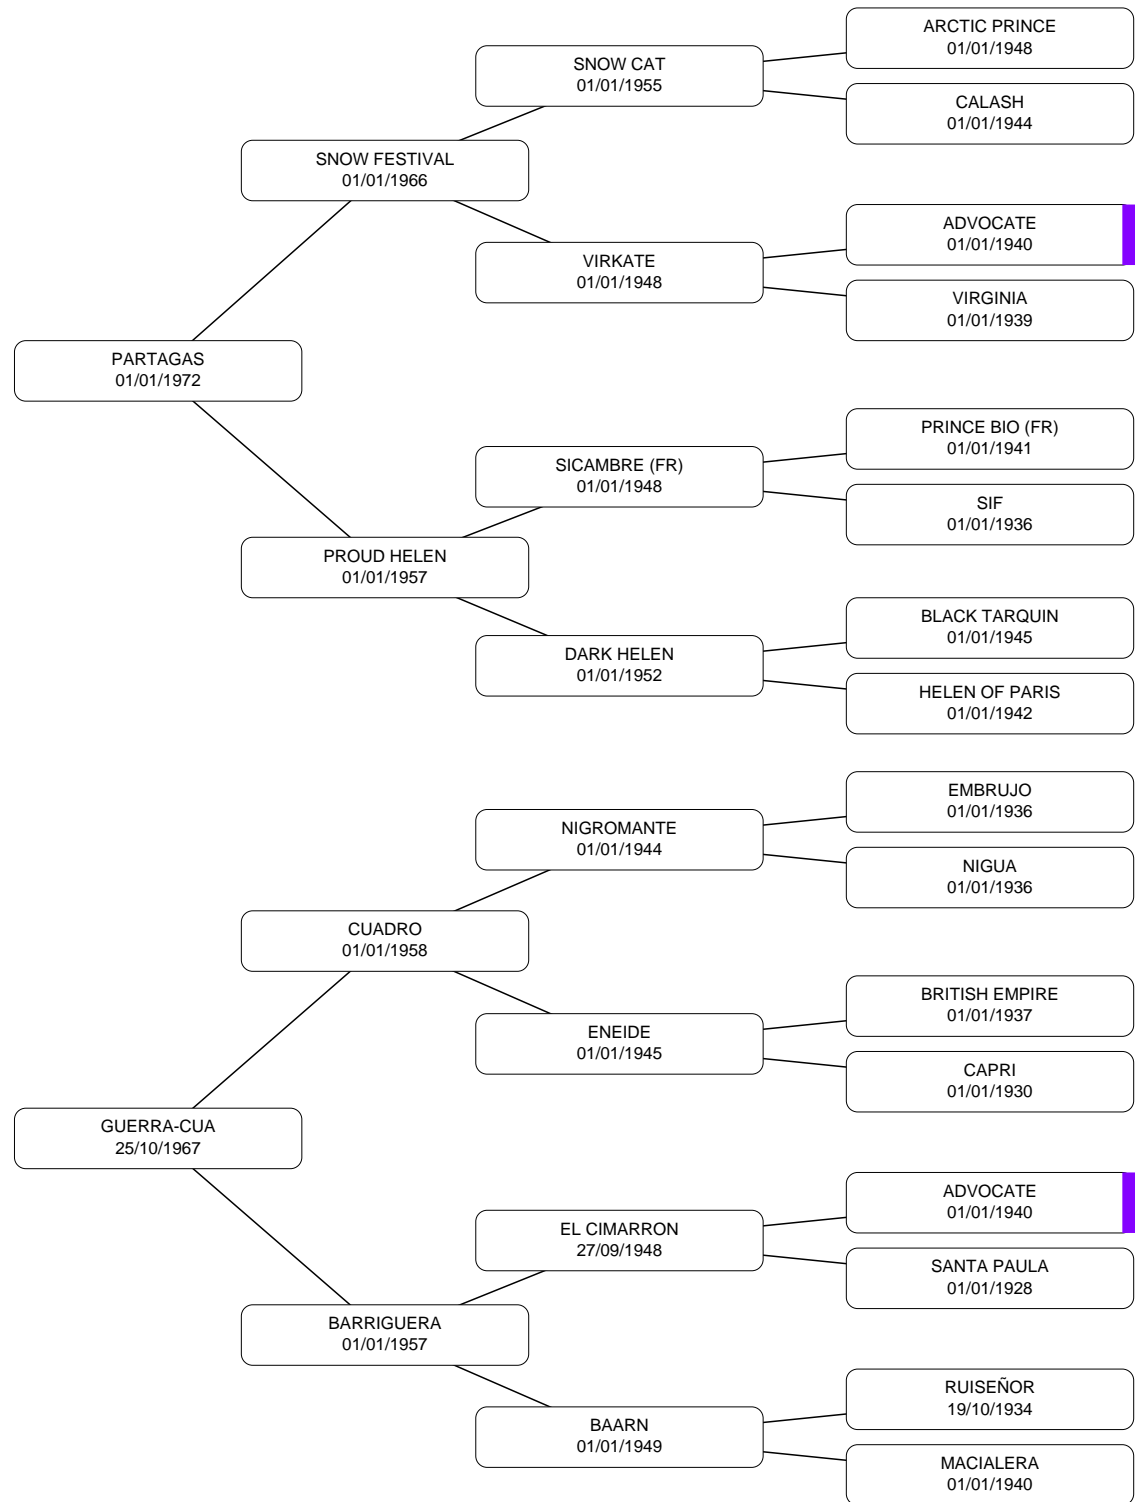 ARCTIC PRINCE
01/01/1948
SNOW CAT
01/01/1955
CALASH
01/01/1944
SNOW FESTIVAL
01/01/1966
ADVOCATE
01/01/1940
VIRKATE
01/01/1948
VIRGINIA
01/01/1939
PARTAGAS
01/01/1972
PRINCE BIO (FR)
01/01/1941
SICAMBRE (FR)
01/01/1948
SIF
01/01/1936
PROUD HELEN
01/01/1957
BLACK TARQUIN
01/01/1945
DARK HELEN
01/01/1952
HELEN OF PARIS
01/01/1942
EMBRUJO
01/01/1936
NIGROMANTE
01/01/1944
NIGUA
01/01/1936
CUADRO
01/01/1958
BRITISH EMPIRE
01/01/1937
ENEIDE
01/01/1945
CAPRI
01/01/1930
GUERRA-CUA
25/10/1967
ADVOCATE
01/01/1940
EL CIMARRON
27/09/1948
SANTA PAULA
01/01/1928
BARRIGUERA
01/01/1957
RUISEÑOR
19/10/1934
BAARN
01/01/1949
MACIALERA
01/01/1940